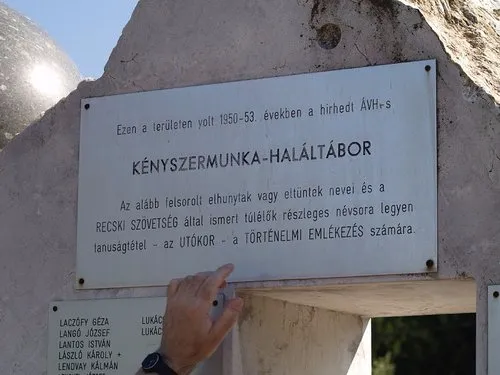 Ezen a területen volt 1950-53. években a hírhedt ÁVH-s
KÉNYSZERMUNKA-HALÁLTÁBOR
Az alább felsorolt elhunytak vagy eltűntek nevei és a
RECSKI SZÖVETSÉG által ismert túlélők részleges névsora legyen
tanuságtétel - az UTÓKOR - a TÖRTÉNELMI EMLÉKEZÉS számára.
LACZÓFY GÉZA
LANGÓ JÓZSEF
LANTOS ISTVÁN
LÁSZLÓ KÁROLY +
LENDVAY KÁLMÁN